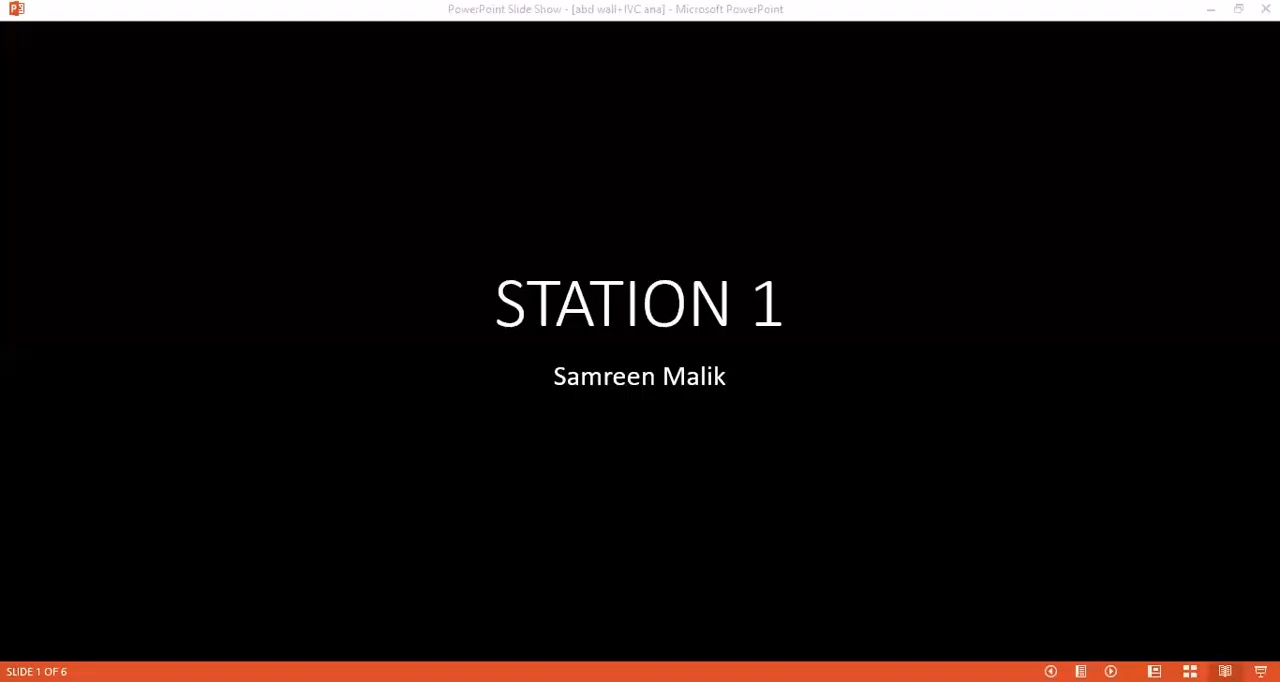 PowerPoint Slide Show - [abd wall+IVC ana] - Microsoft PowerPoint
STATION 1
Samreen Malik
SLIDE 1 OF 6